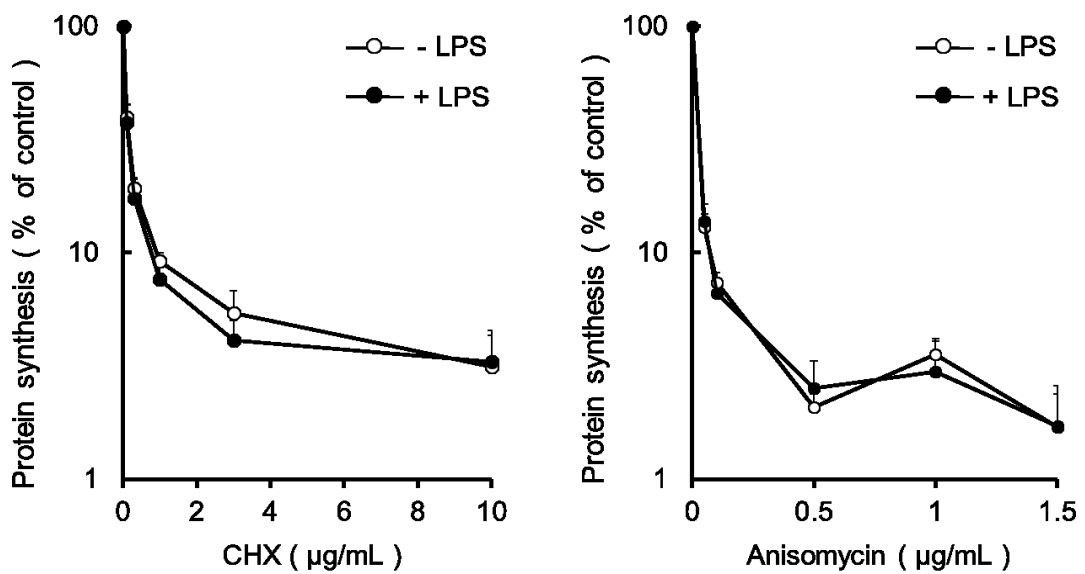 Protein synthesis ( % of control)
100
10
1
- LPS
+ LPS
0 2 4 6 8 10
CHX ( µg/mL )
Protein synthesis ( % of control)
100
10
1
- LPS
+ LPS
0 0.5 1 1.5
Anisomycin ( µg/mL )